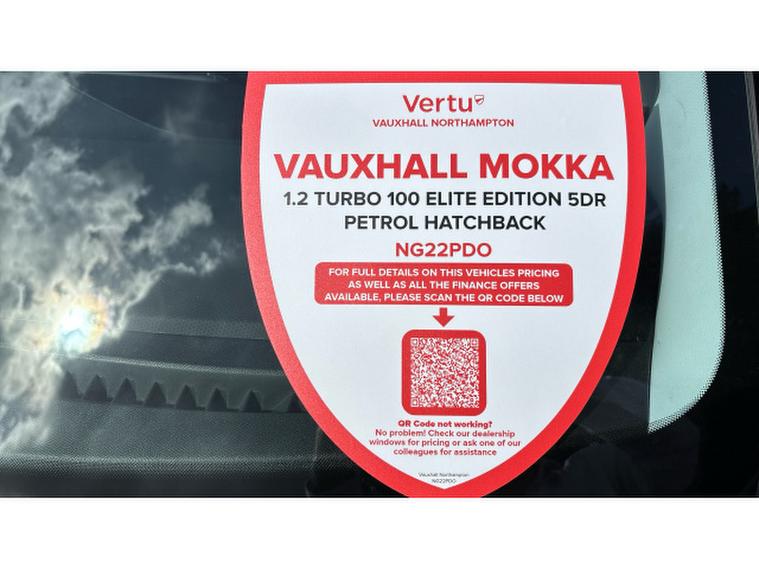 Vertu
VAUXHALL NORTHAMPTON
VAUXHALL MOKKA
1.2 TURBO 100 ELITE EDITION 5DR
PETROL HATCHBACK
NG22PDO
FOR FULL DETAILS ON THIS VEHICLES PRICING
AS WELL AS ALL THE FINANCE OFFERS
AVAILABLE, PLEASE SCAN THE QR CODE BELOW
QR Code not working?
No problem! Check our dealership
windows for pricing or ask one of our
colleagues for assistance
Vauxhall Northampton
NG22PDO